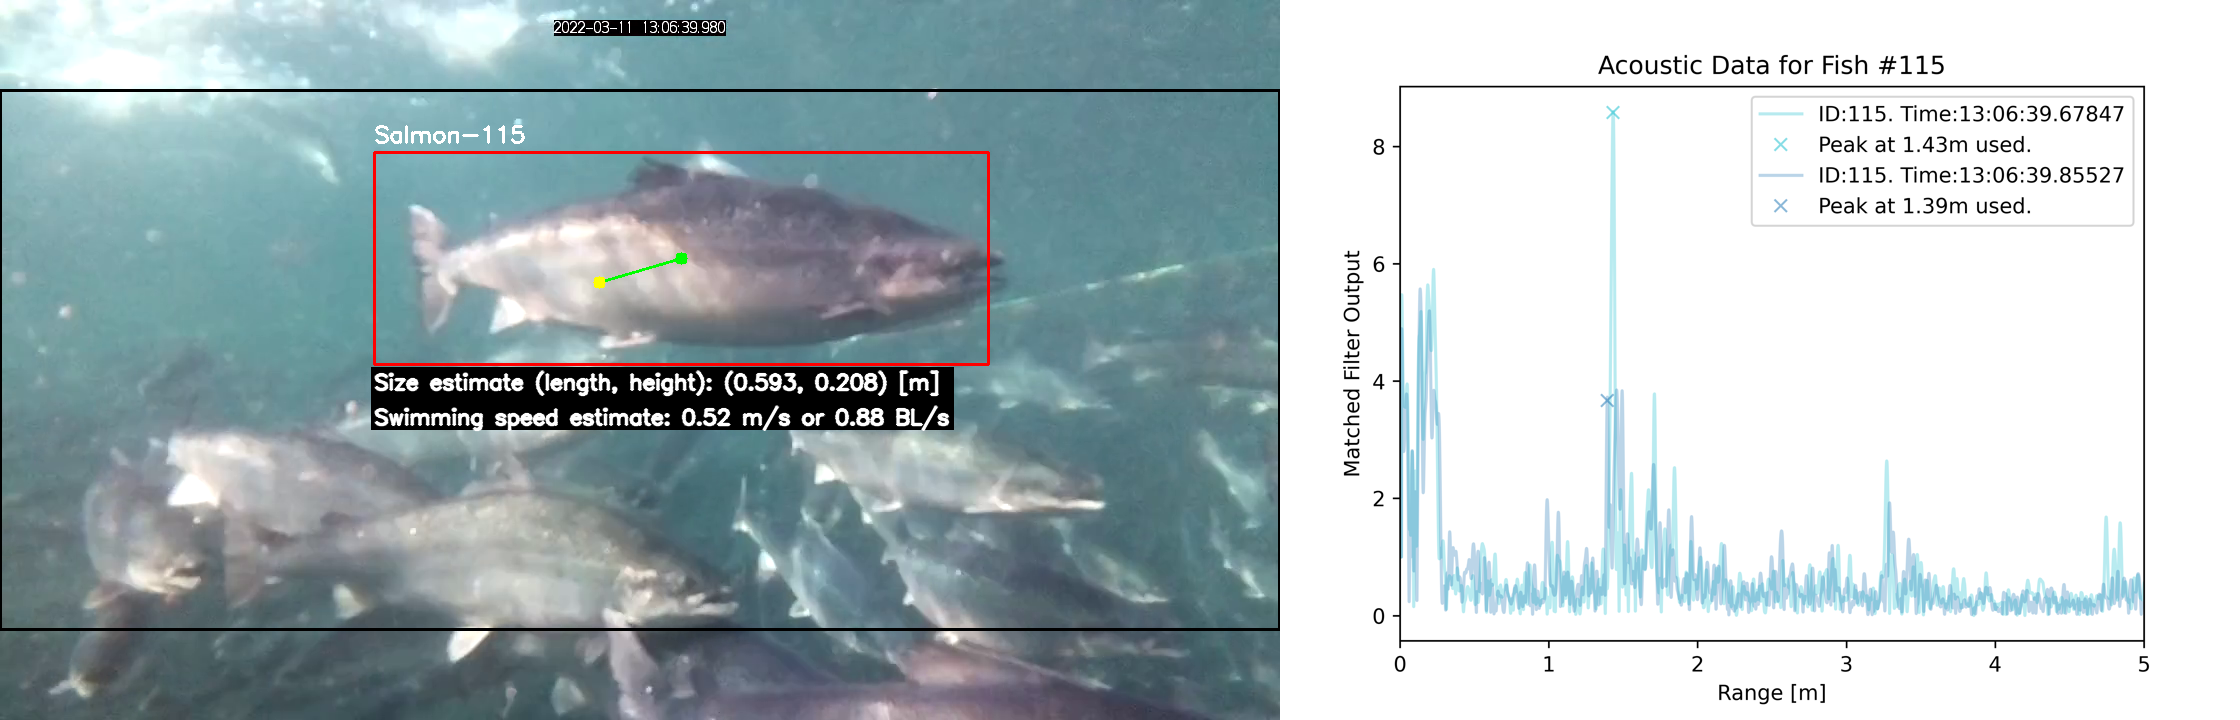 2022-03-11 13:06:39.980
Salmon-115
Size estimate (length, height): (0.593, 0.208) [m]
Swimming speed estimate: 0.52 m/s or 0.88 BL/s
Acoustic Data for Fish #115
ID:115. Time:13:06:39.67847
Peak at 1.43m used.
ID:115. Time:13:06:39.85527
Peak at 1.39m used.
Matched Filter Output
8
6
4
2
0
0 1 2 3 4 5
Range [m]